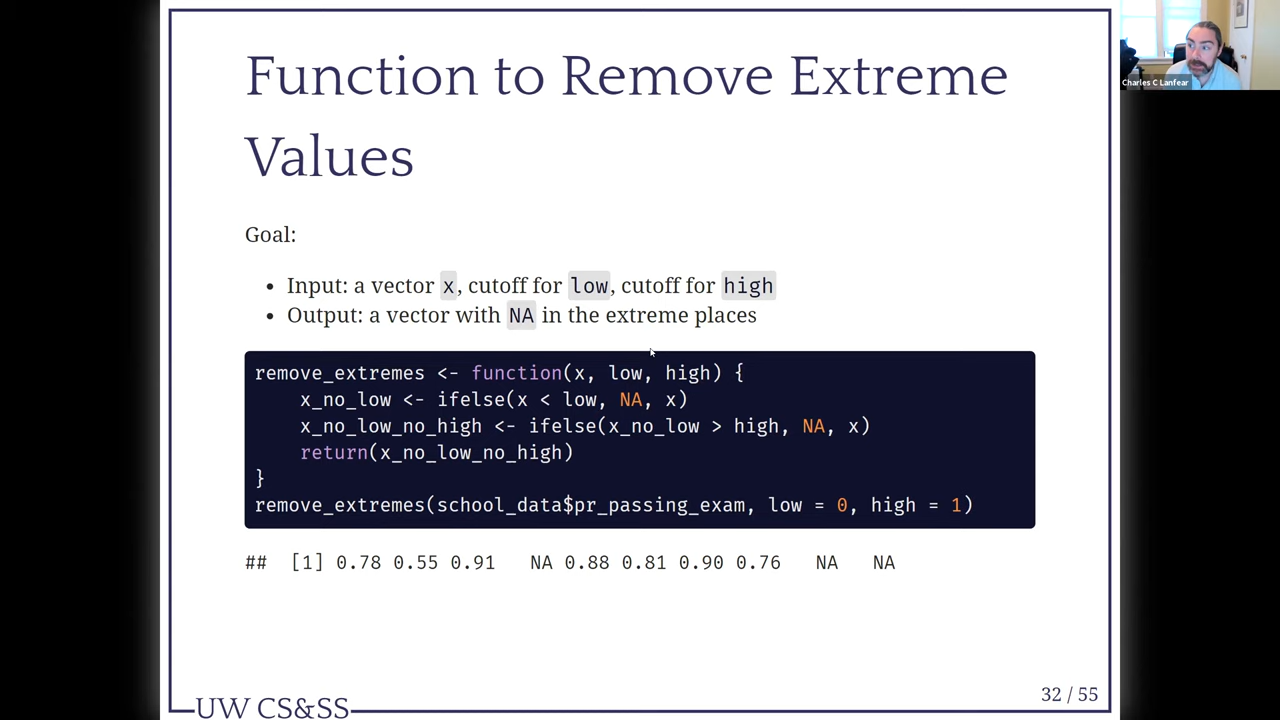 Function to Remove Extreme
Values
Goal:
• Input: a vector x, cutoff for low, cutoff for high
• Output: a vector with NA in the extreme places
remove_extremes <- function(x, low, high) {
    x_no_low <- ifelse(x < low, NA, x)
    x_no_low_no_high <- ifelse(x_no_low > high, NA, x)
    return(x_no_low_no_high)
}
remove_extremes(school_data$pr_passing_exam, low = 0, high = 1)
##  [1] 0.78 0.55 0.91   NA 0.88 0.81 0.90 0.76   NA   NA
UW CS&SS
32 / 55
Charles C Lanfear